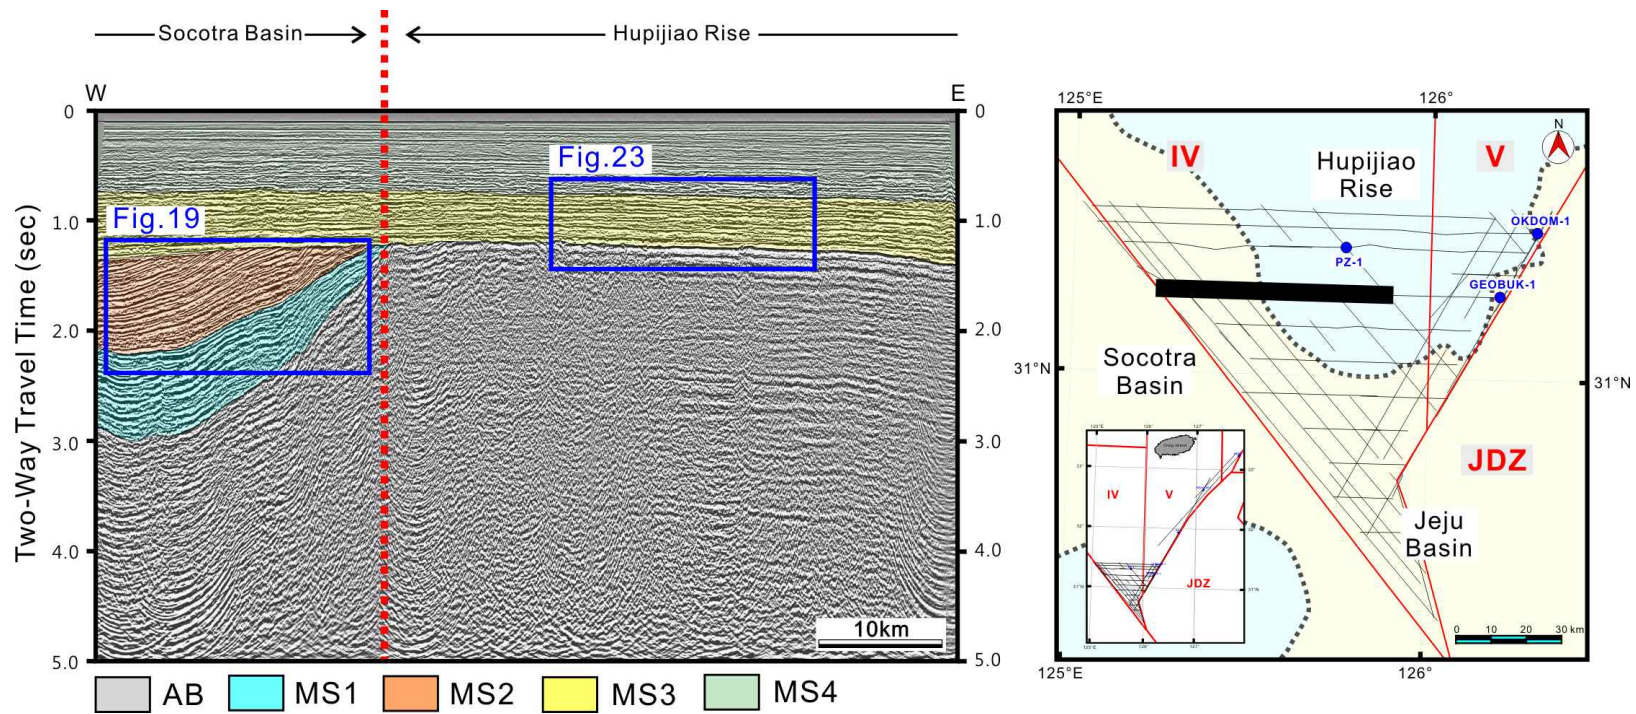 Socotra Basin
Hupijiao Rise
W
E
0
1.0
2.0
3.0
4.0
5.0
0
1.0
2.0
3.0
4.0
5.0
Two-Way Travel Time (sec)
Fig.19
Fig.23
10km
AB
MS1
MS2
MS3
MS4
125°E
126°
N
IV
V
Hupijiao
Rise
OKDOM-1
PZ-1
GEOBUK-1
31°N
31°N
Socotra
Basin
JDZ
Jeju
Basin
IV
V
JDZ
0 10 20 30 km
125°E
126°